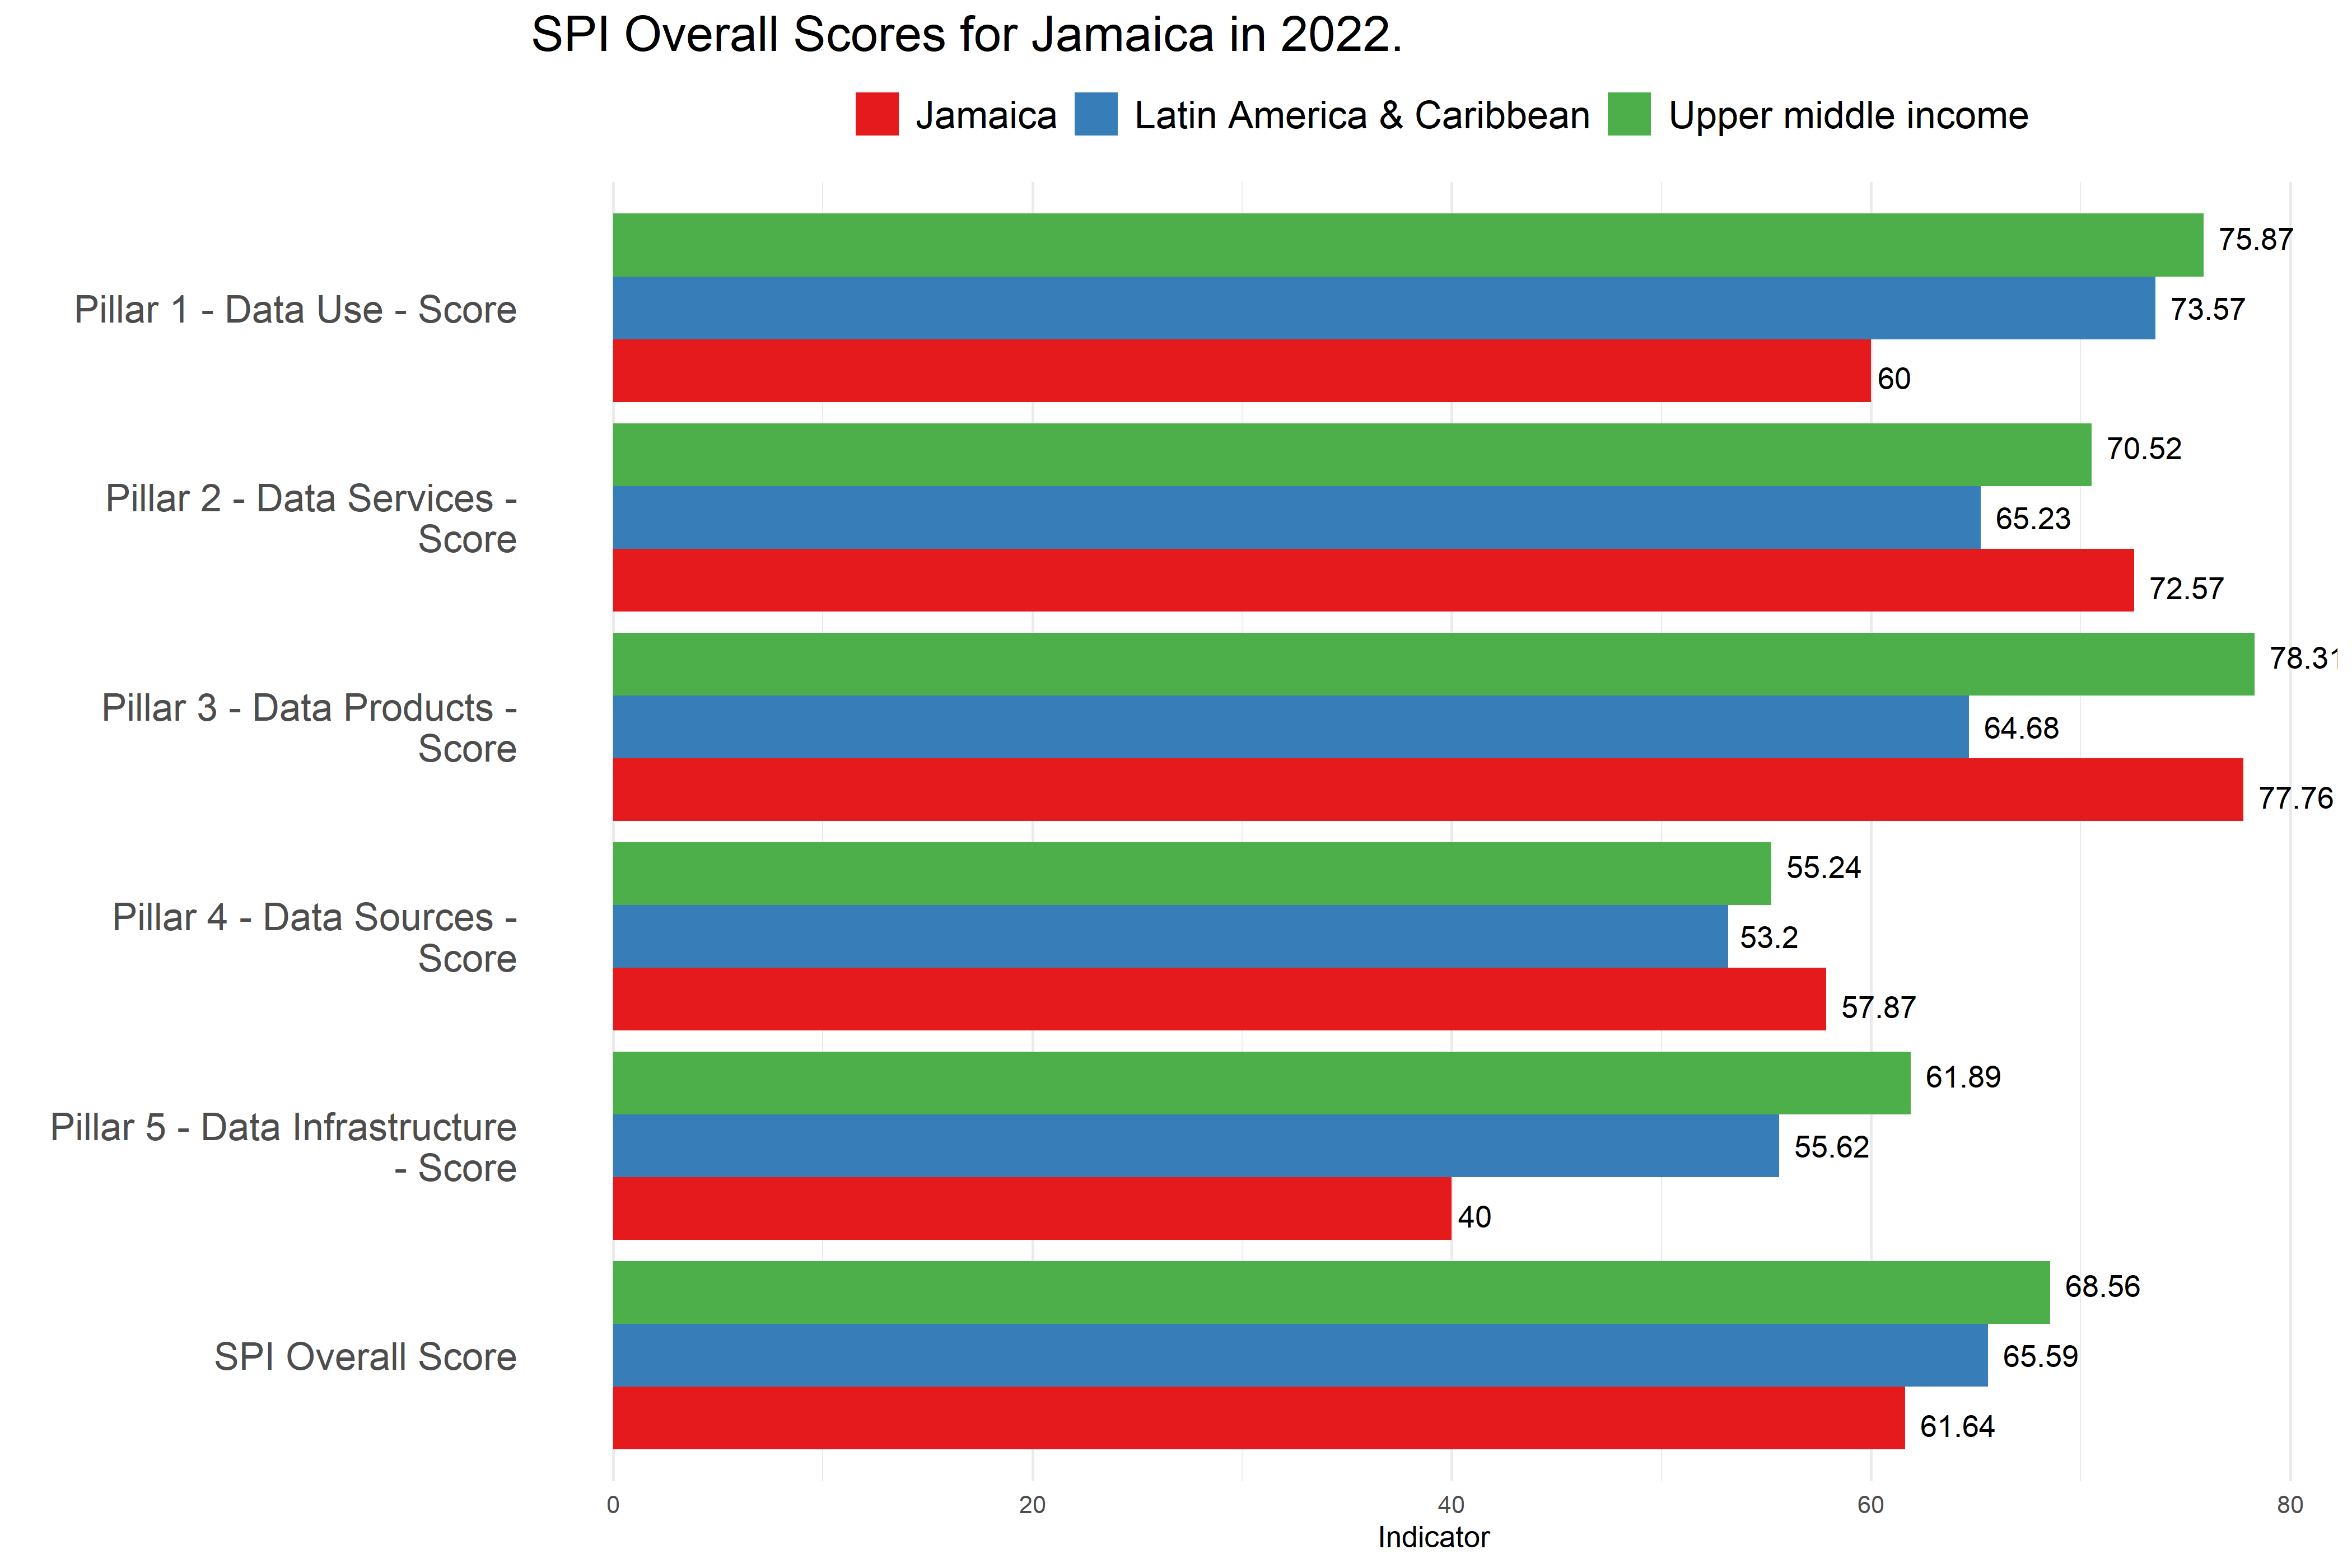 SPI Overall Scores for Jamaica in 2022.
Jamaica Latin America & Caribbean Upper middle income
75.87
Pillar 1 - Data Use - Score
73.57
60
70.52
Pillar 2 - Data Services -
Score
65.23
72.57
78.31
Pillar 3 - Data Products -
Score
64.68
77.76
55.24
Pillar 4 - Data Sources -
Score
53.2
57.87
61.89
Pillar 5 - Data Infrastructure
- Score
55.62
40
68.56
SPI Overall Score
65.59
61.64
0 20 40 60 80
Indicator